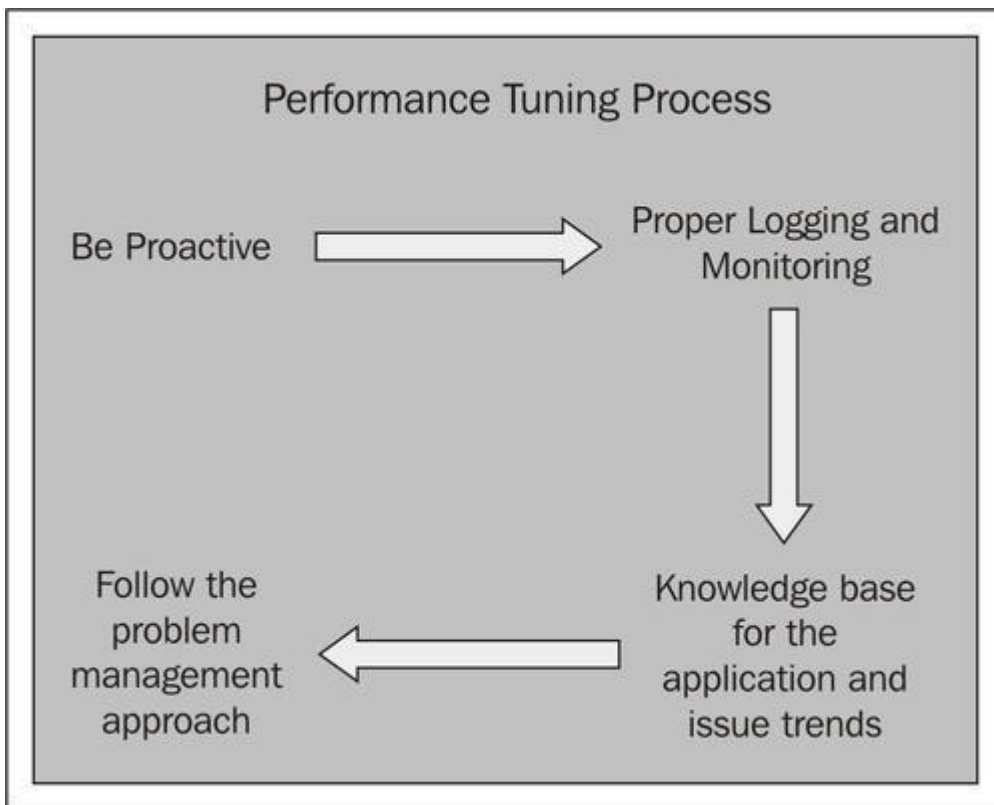 Performance Tuning Process
Be Proactive
Proper Logging and
Monitoring
Knowledge base
for the
application and
issue trends
Follow the
problem
management
approach